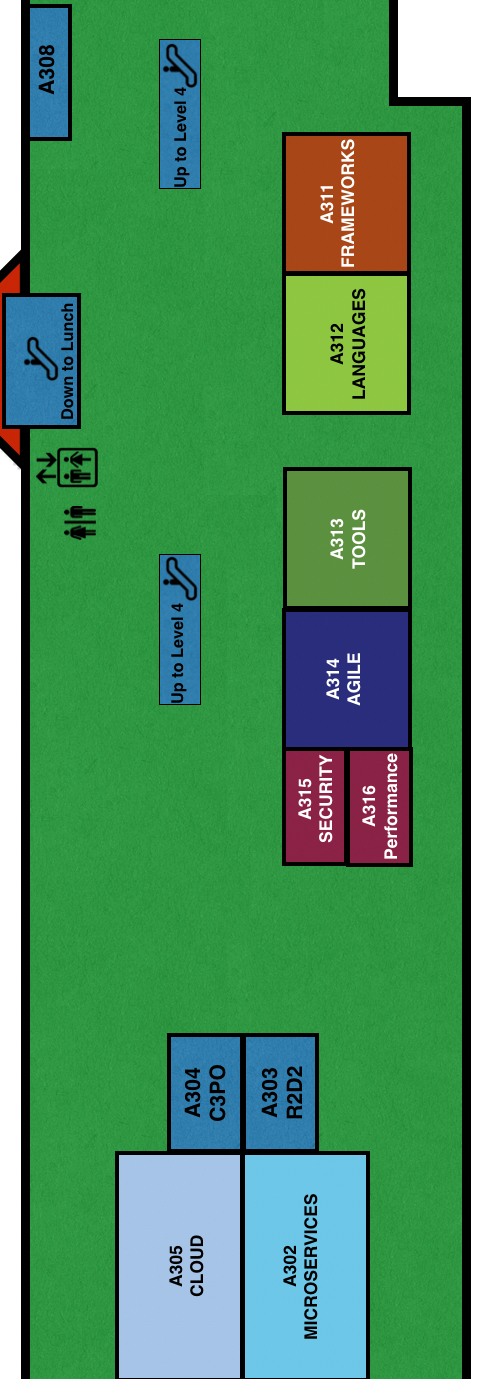 A308
Up to Level 4
A311
FRAMEWORKS
Down to Lunch
A312
LANGUAGES
A313
TOOLS
Up to Level 4
A314
AGILE
A315
SECURITY
A316
Performance
A304
C3PO
A303
R2D2
A305
CLOUD
A302
MICROSERVICES